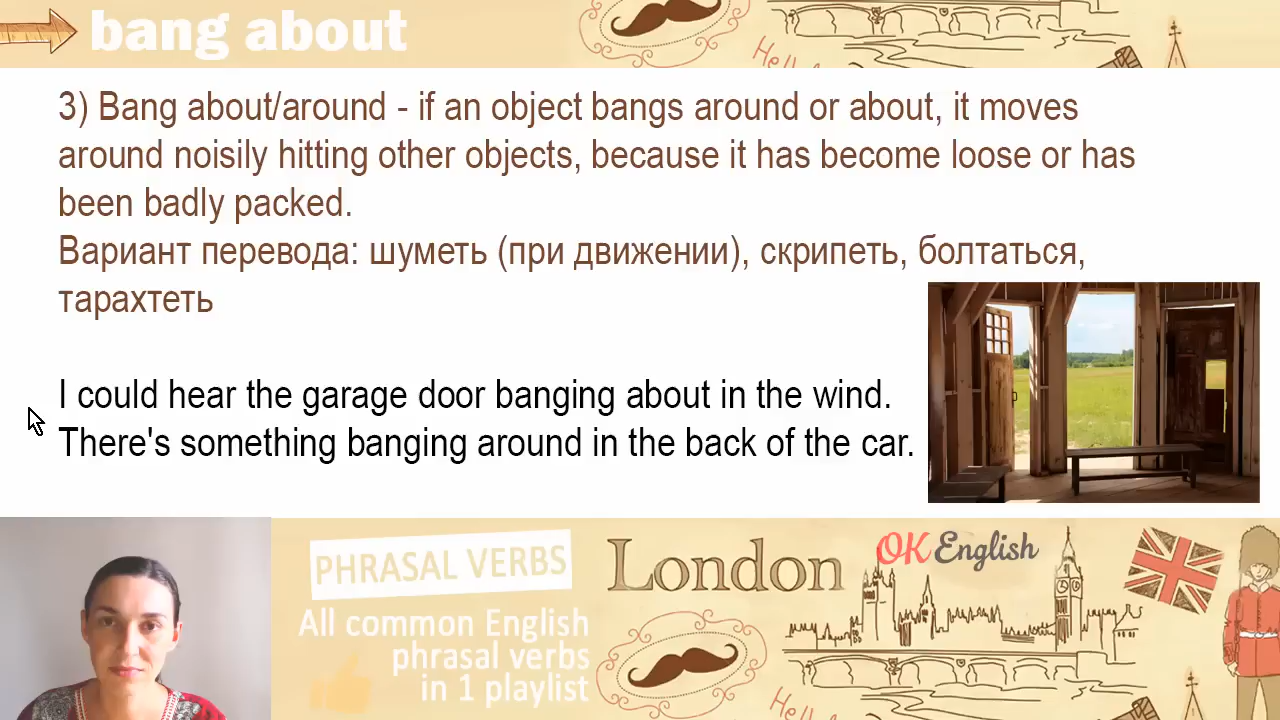 bang about
Hell
3) Bang about/around - if an object bangs around or about, it moves
around noisily hitting other objects, because it has become loose or has
been badly packed.
Вариант перевода: шуметь (при движении), скрипеть, болтаться,
тарахтеть
I could hear the garage door banging about in the wind.
There's something banging around in the back of the car.
PHRASAL VERBS
All common English
phrasal verbs
in 1 playlist
London
OK English
Hell